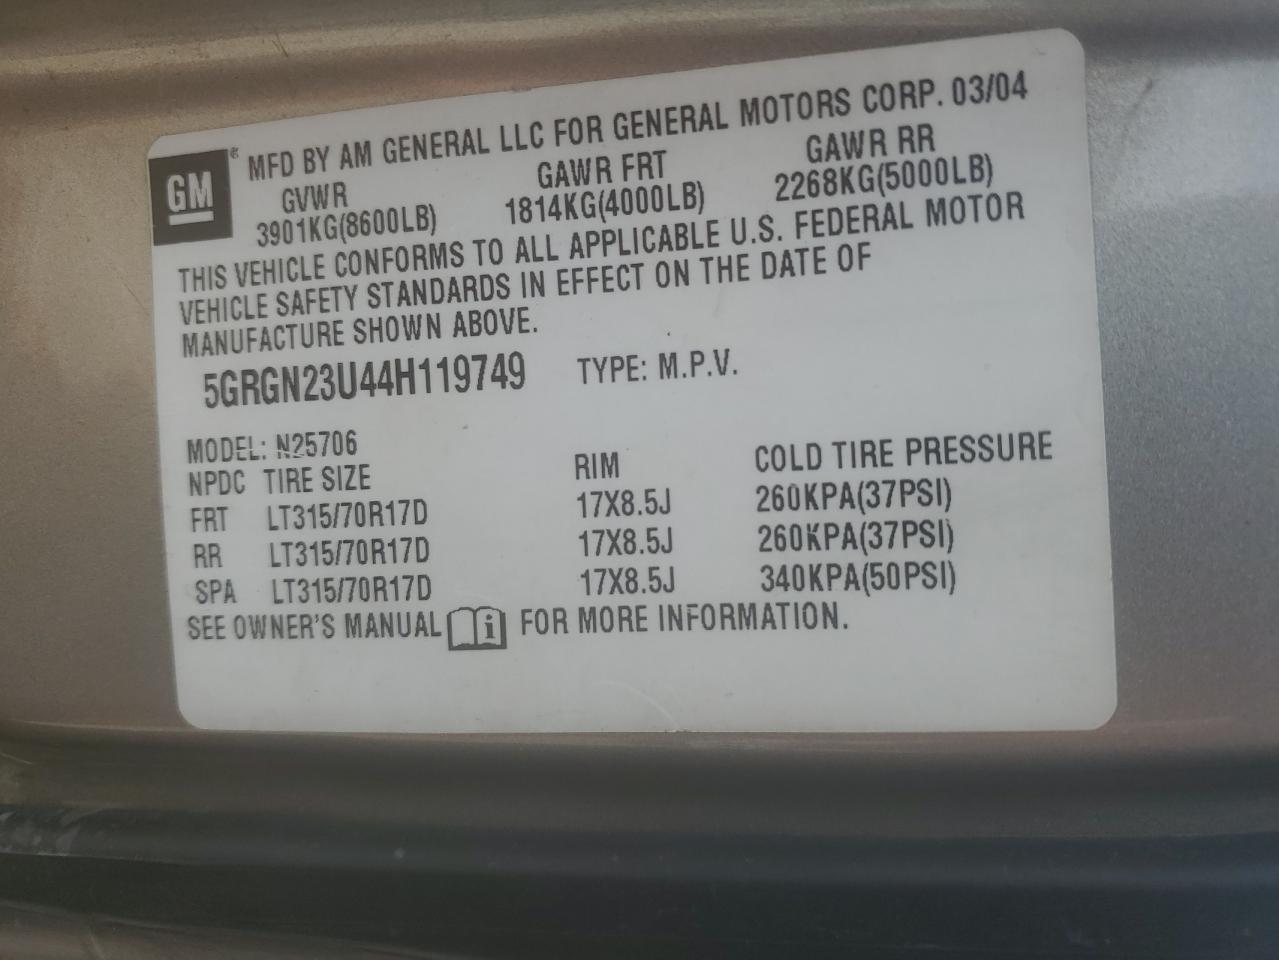 GM
® MFD BY AM GENERAL LLC FOR GENERAL MOTORS CORP. 03/04
GVWR GAWR FRT GAWR RR
3901KG(8600LB) 1814KG(4000LB) 2268KG(5000LB)
THIS VEHICLE CONFORMS TO ALL APPLICABLE U.S. FEDERAL MOTOR
VEHICLE SAFETY STANDARDS IN EFFECT ON THE DATE OF
MANUFACTURE SHOWN ABOVE.
5GRGN23U44H119749 TYPE: M.P.V.
MODEL: N25706
NPDC TIRE SIZE RIM COLD TIRE PRESSURE
FRT LT315/70R17D 17X8.5J 260KPA(37PSI)
RR LT315/70R17D 17X8.5J 260KPA(37PSI)
SPA LT315/70R17D 17X8.5J 340KPA(50PSI)
SEE OWNER'S MANUAL i FOR MORE INFORMATION.